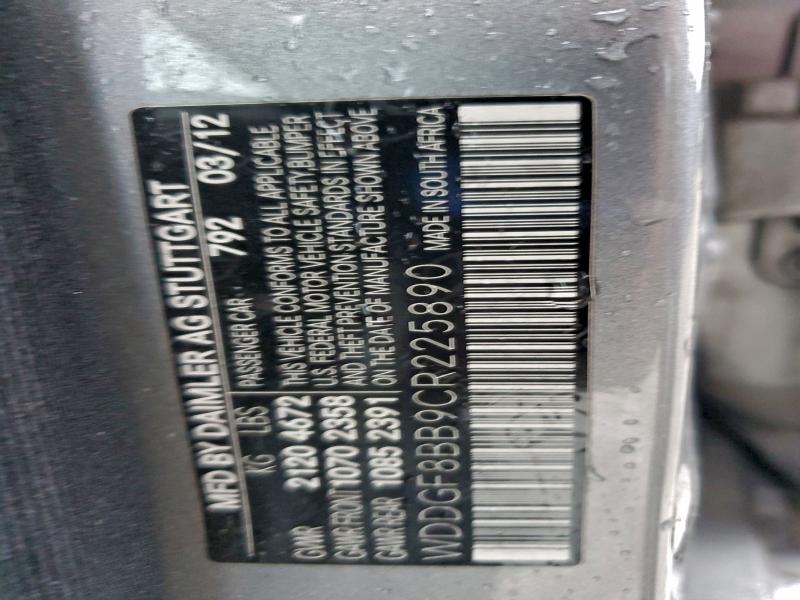 MFD BY DAIMLER AG STUTTGART
PASSENGER CAR 792 03/12
KG LBS
GVWR 2120 4672
GAWR FRONT 1070 2358
GAWR REAR 1085 2391
THIS VEHICLE CONFORMS TO ALL APPLICABLE
U.S. FEDERAL MOTOR VEHICLE SAFETY, BUMPER
AND THEFT PREVENTION STANDARDS IN EFFECT
ON THE DATE OF MANUFACTURE SHOWN ABOVE
WDDGF8BB9CR225890 MADE IN SOUTH AFRICA